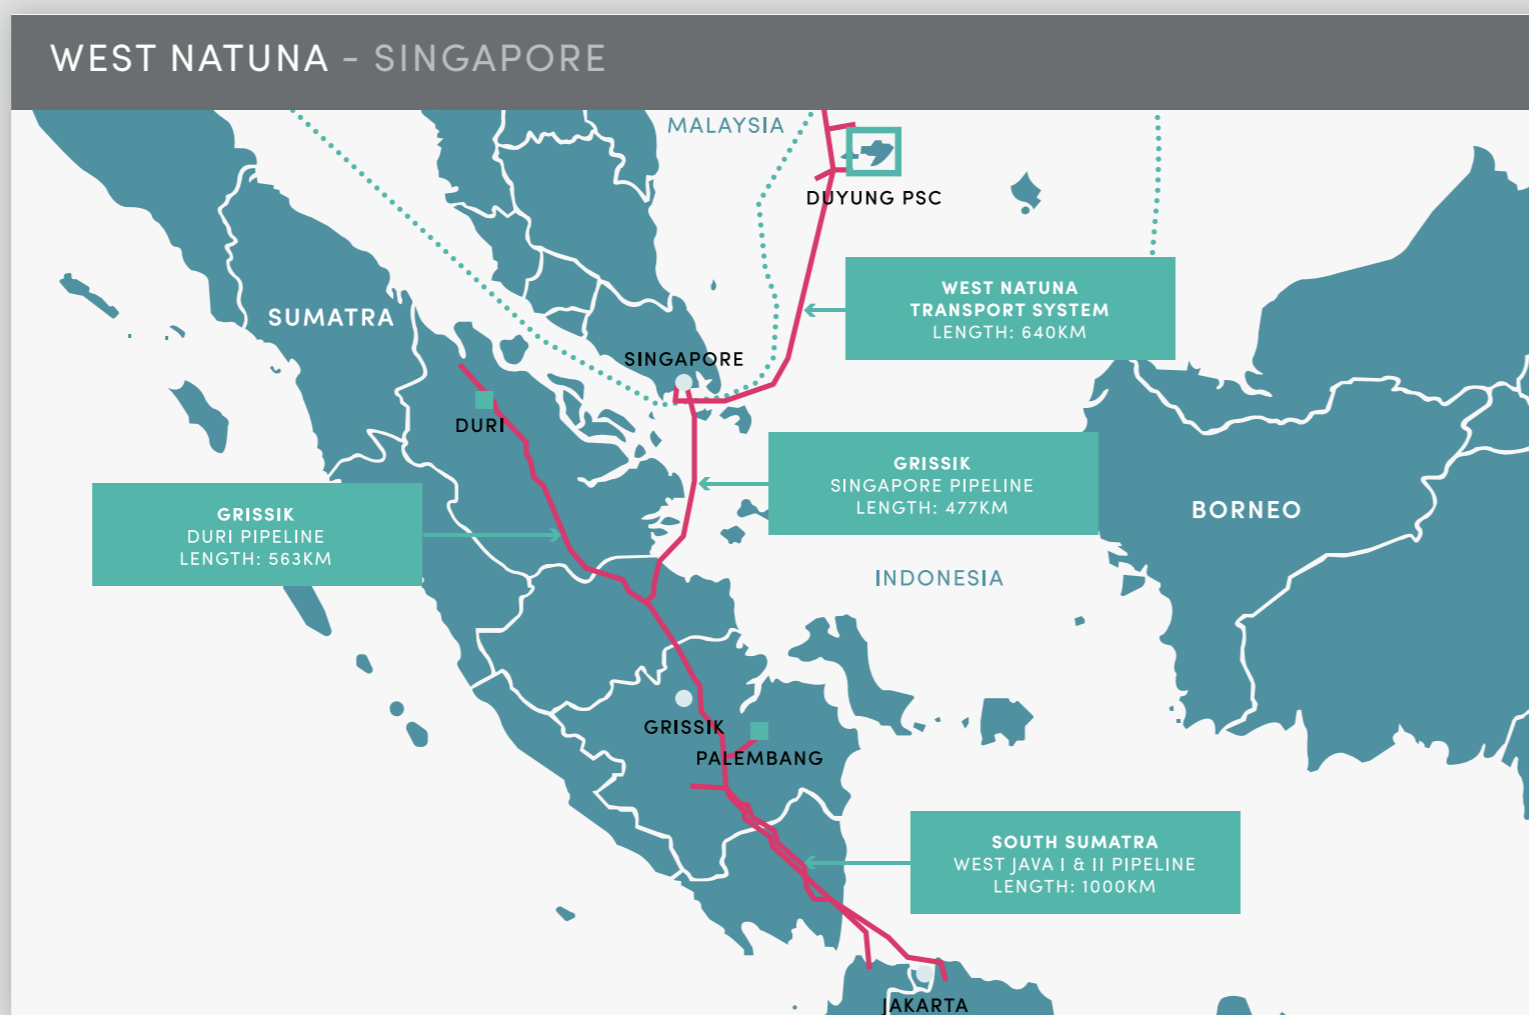 WEST NATUNA - SINGAPORE
MALAYSIA
DUYUNG PSC
WEST NATUNA
TRANSPORT SYSTEM
LENGTH: 640KM
SUMATRA
SINGAPORE
DURI
GRISSIK
SINGAPORE PIPELINE
LENGTH: 477KM
BORNEO
GRISSIK
DURI PIPELINE
LENGTH: 563KM
INDONESIA
GRISSIK
PALEMBANG
SOUTH SUMATRA
WEST JAVA I & II PIPELINE
LENGTH: 1000KM
JAKARTA